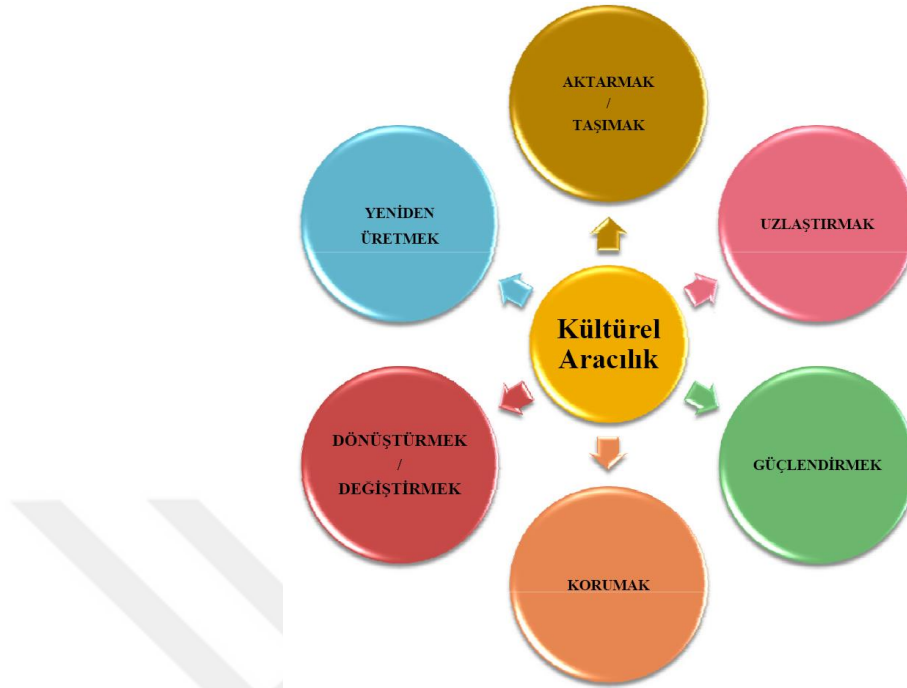 AKTARMAK
/
TAŞIMAK
YENİDEN
ÜRETMEK
UZLAŞTIRMAK
Kültürel
Aracılık
DÖNÜŞTÜRMEK
/
DEĞİŞTİRMEK
GÜÇLENDİRMEK
KORUMAK